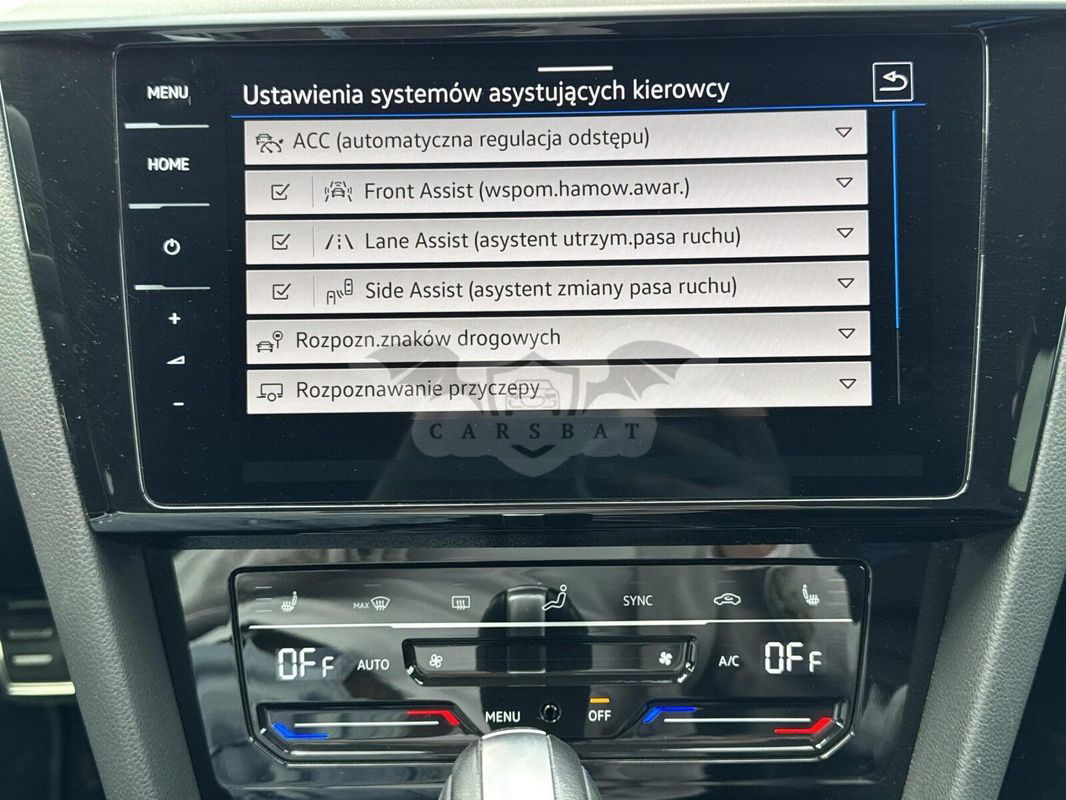 MENU
Ustawienia systemów asystujących kierowcy
ACC (automatyczna regulacja odstępu)
HOME
Front Assist (wspom.hamow.awar.)
Lane Assist (asystent utrzym.pasa ruchu)
Side Assist (asystent zmiany pasa ruchu)
+
Rozpozn.znaków drogowych
-
Rozpoznawanie przyczepy
CARSBAT
MAX
SYNC
OFF
AUTO
A/C
OFF
MENU
OFF